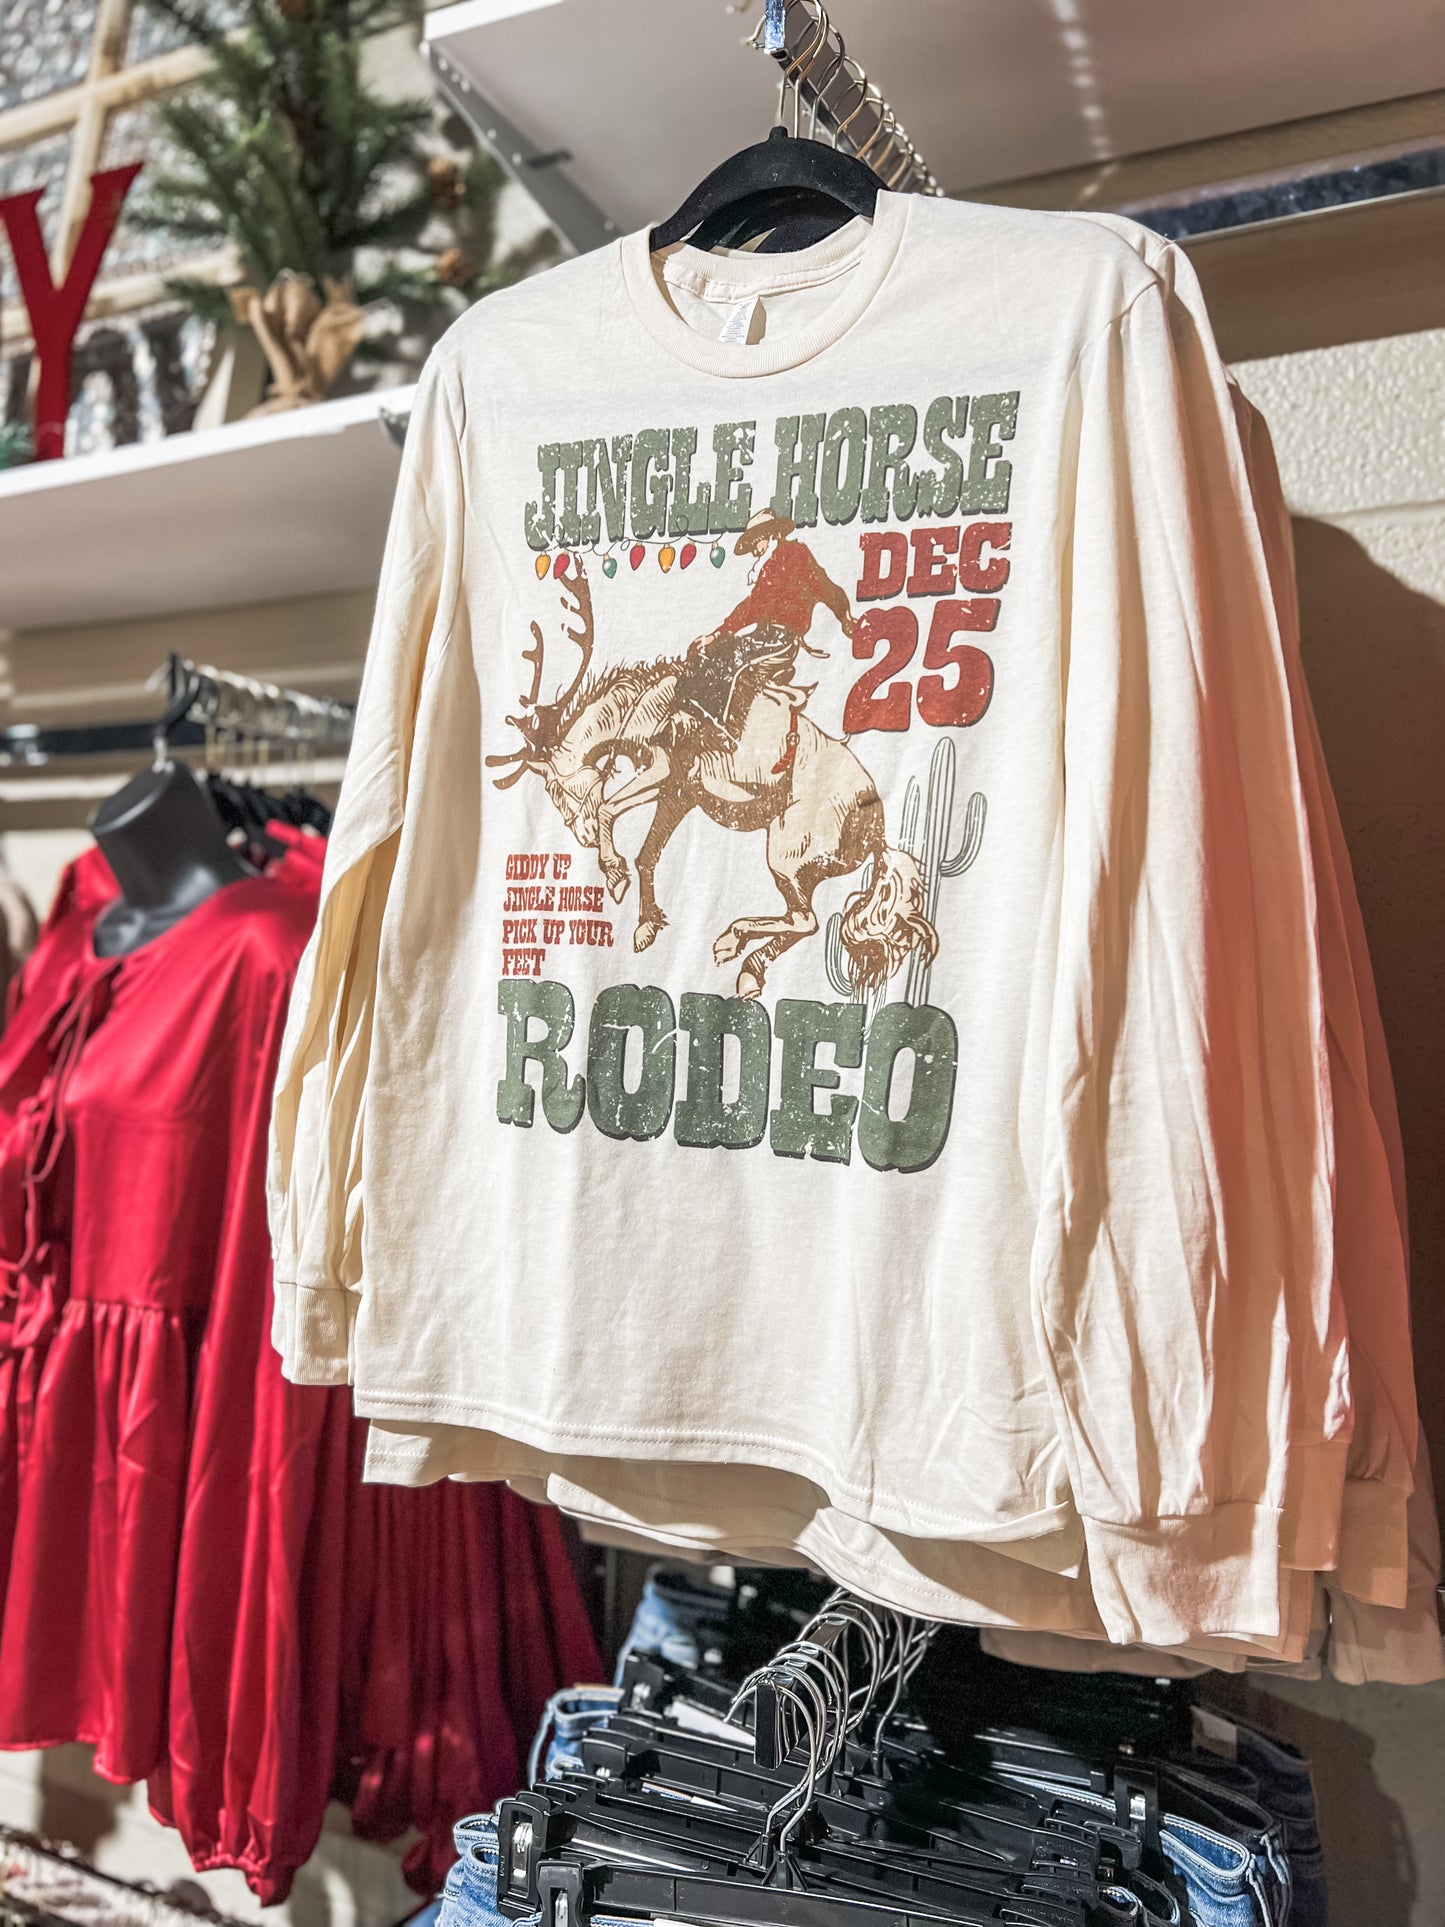 JINGLE HORSE
DEC
25
GIDDY UP
JINGLE HORSE
PICK UP YOUR
FEET
RODEO
Y